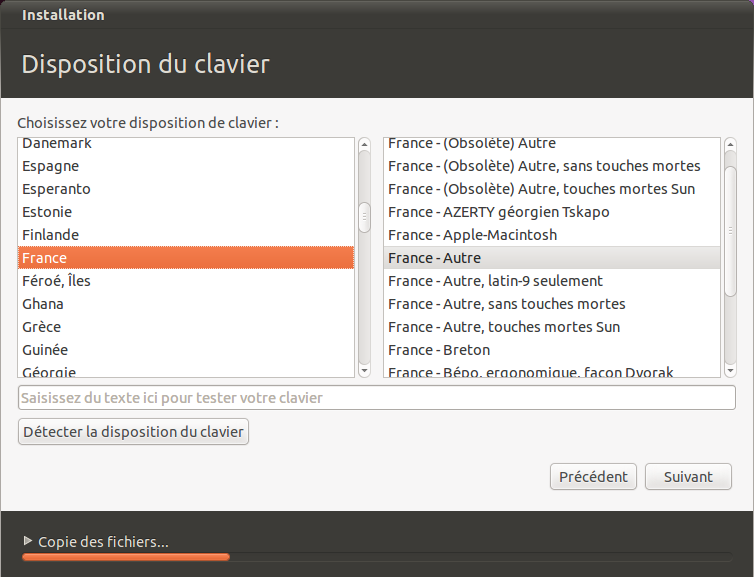 Installation
Disposition du clavier
Choisissez votre disposition de clavier :
Danemark
Espagne
Esperanto
Estonie
Finlande
France
Féroé, Îles
Ghana
Grèce
Guinée
Géorgie
France - (Obsolète) Autre
France - (Obsolète) Autre, sans touches mortes
France - (Obsolète) Autre, touches mortes Sun
France - AZERTY géorgien Tskapo
France - Apple-Macintosh
France - Autre
France - Autre, latin-9 seulement
France - Autre, sans touches mortes
France - Autre, touches mortes Sun
France - Breton
France - Bépo, ergonomique, façon Dvorak
Saisissez du texte ici pour tester votre clavier
Détecter la disposition du clavier
Précédent
Suivant
Copie des fichiers...